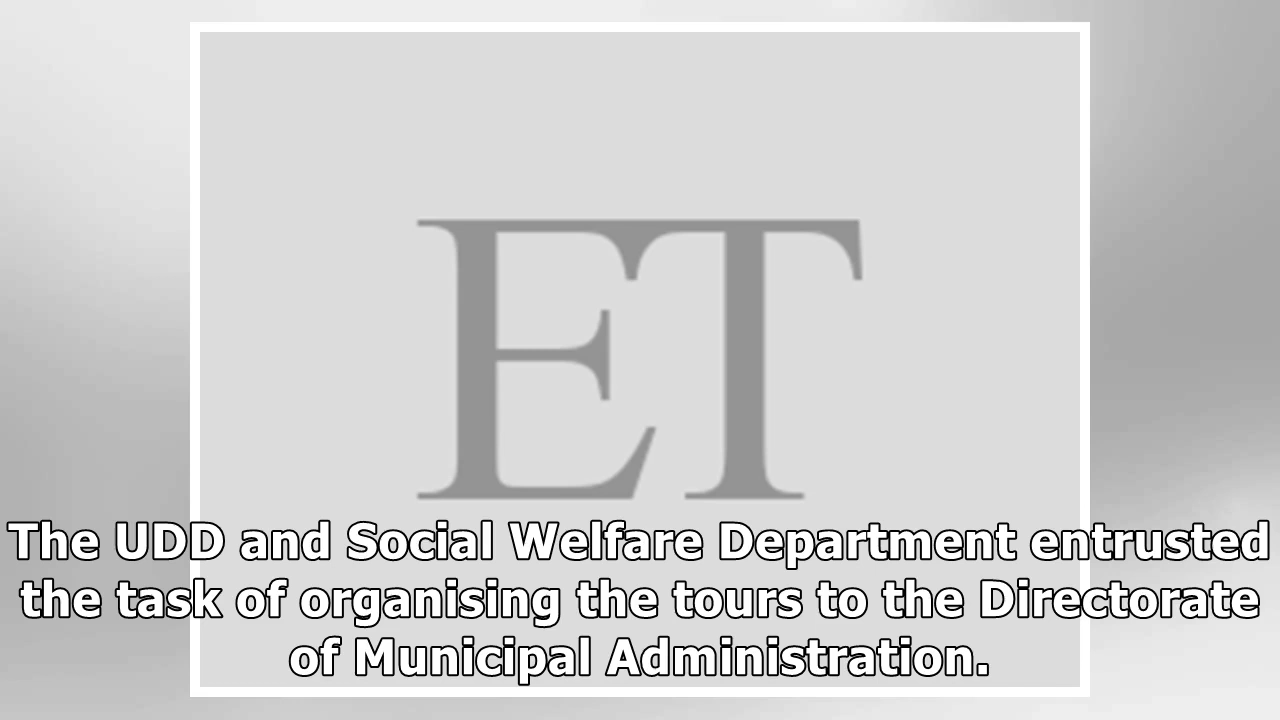 ET
The UDD and Social Welfare Department entrusted
the task of organising the tours to the Directorate
of Municipal Administration.